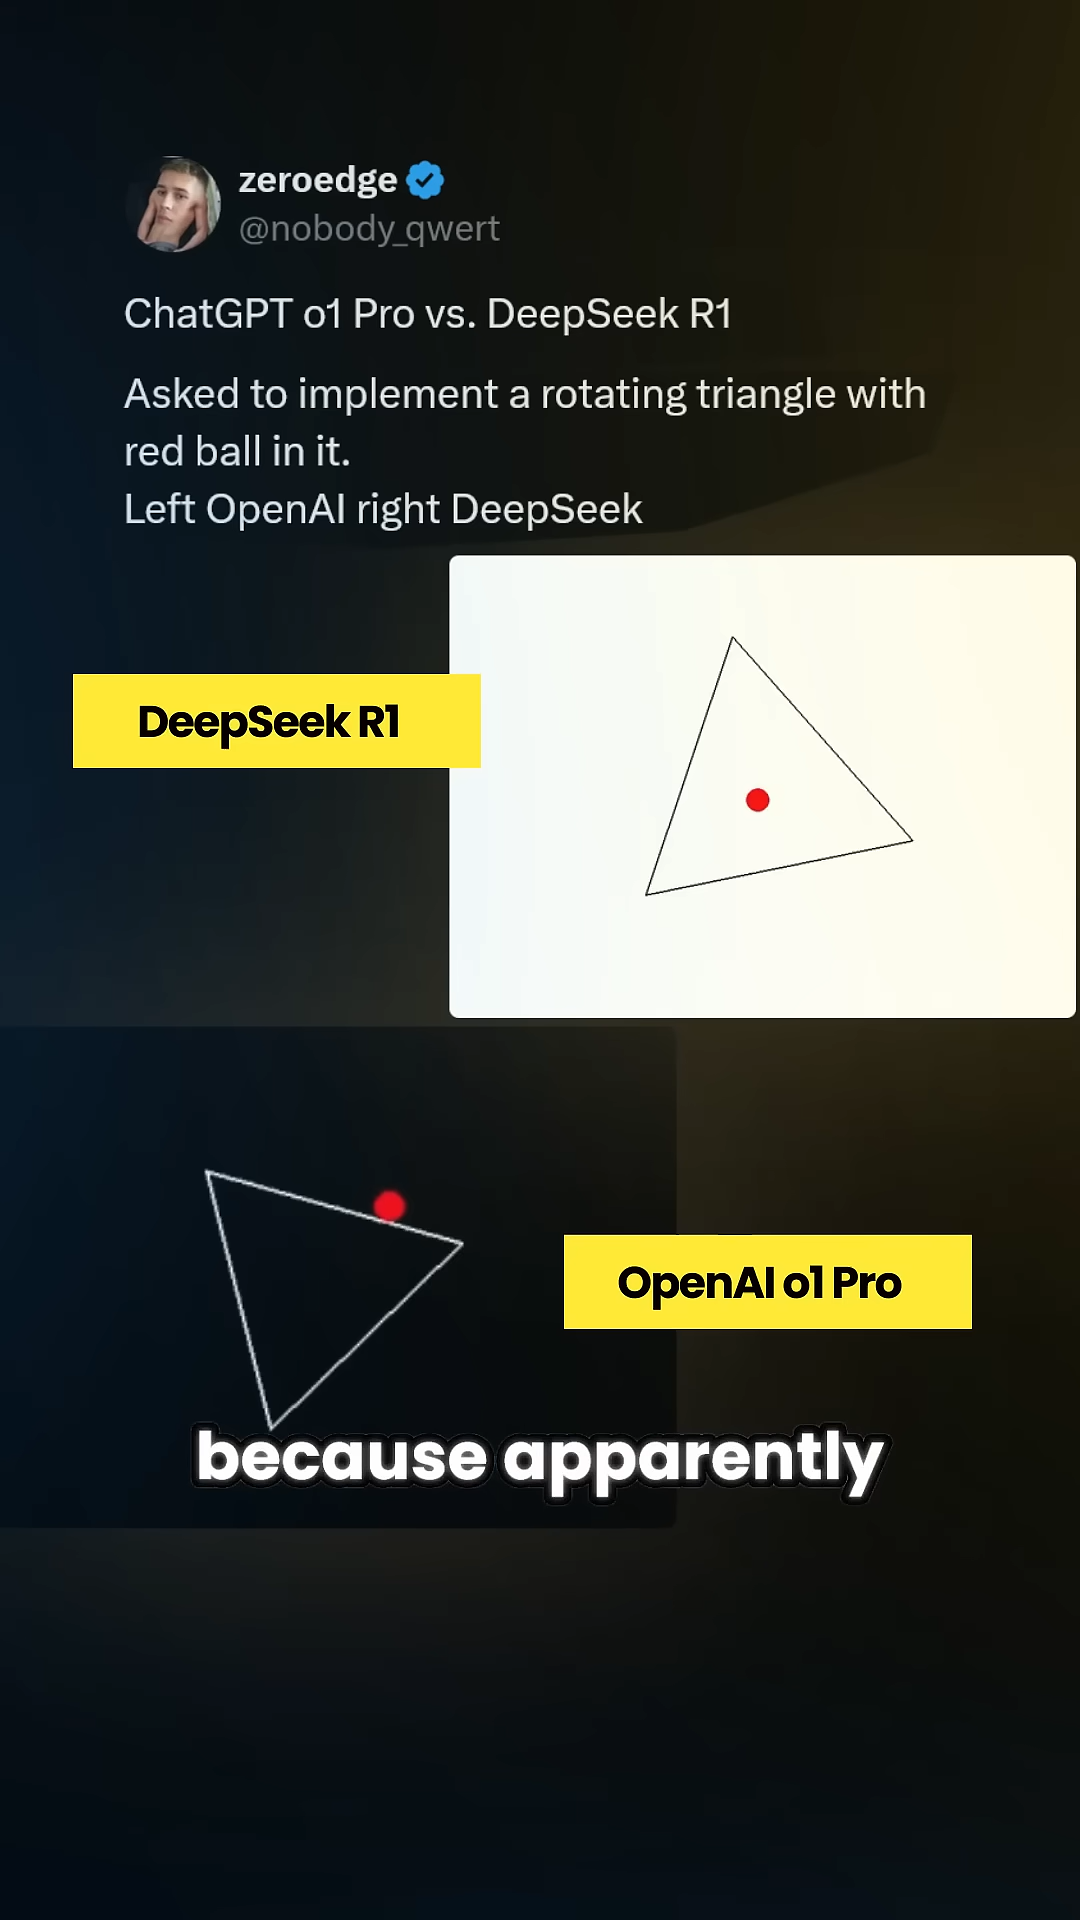 zeroedge
@nobody_qwert
ChatGPT o1 Pro vs. DeepSeek R1
Asked to implement a rotating triangle with
red ball in it.
Left OpenAI right DeepSeek
DeepSeek R1
OpenAI o1 Pro
because apparently